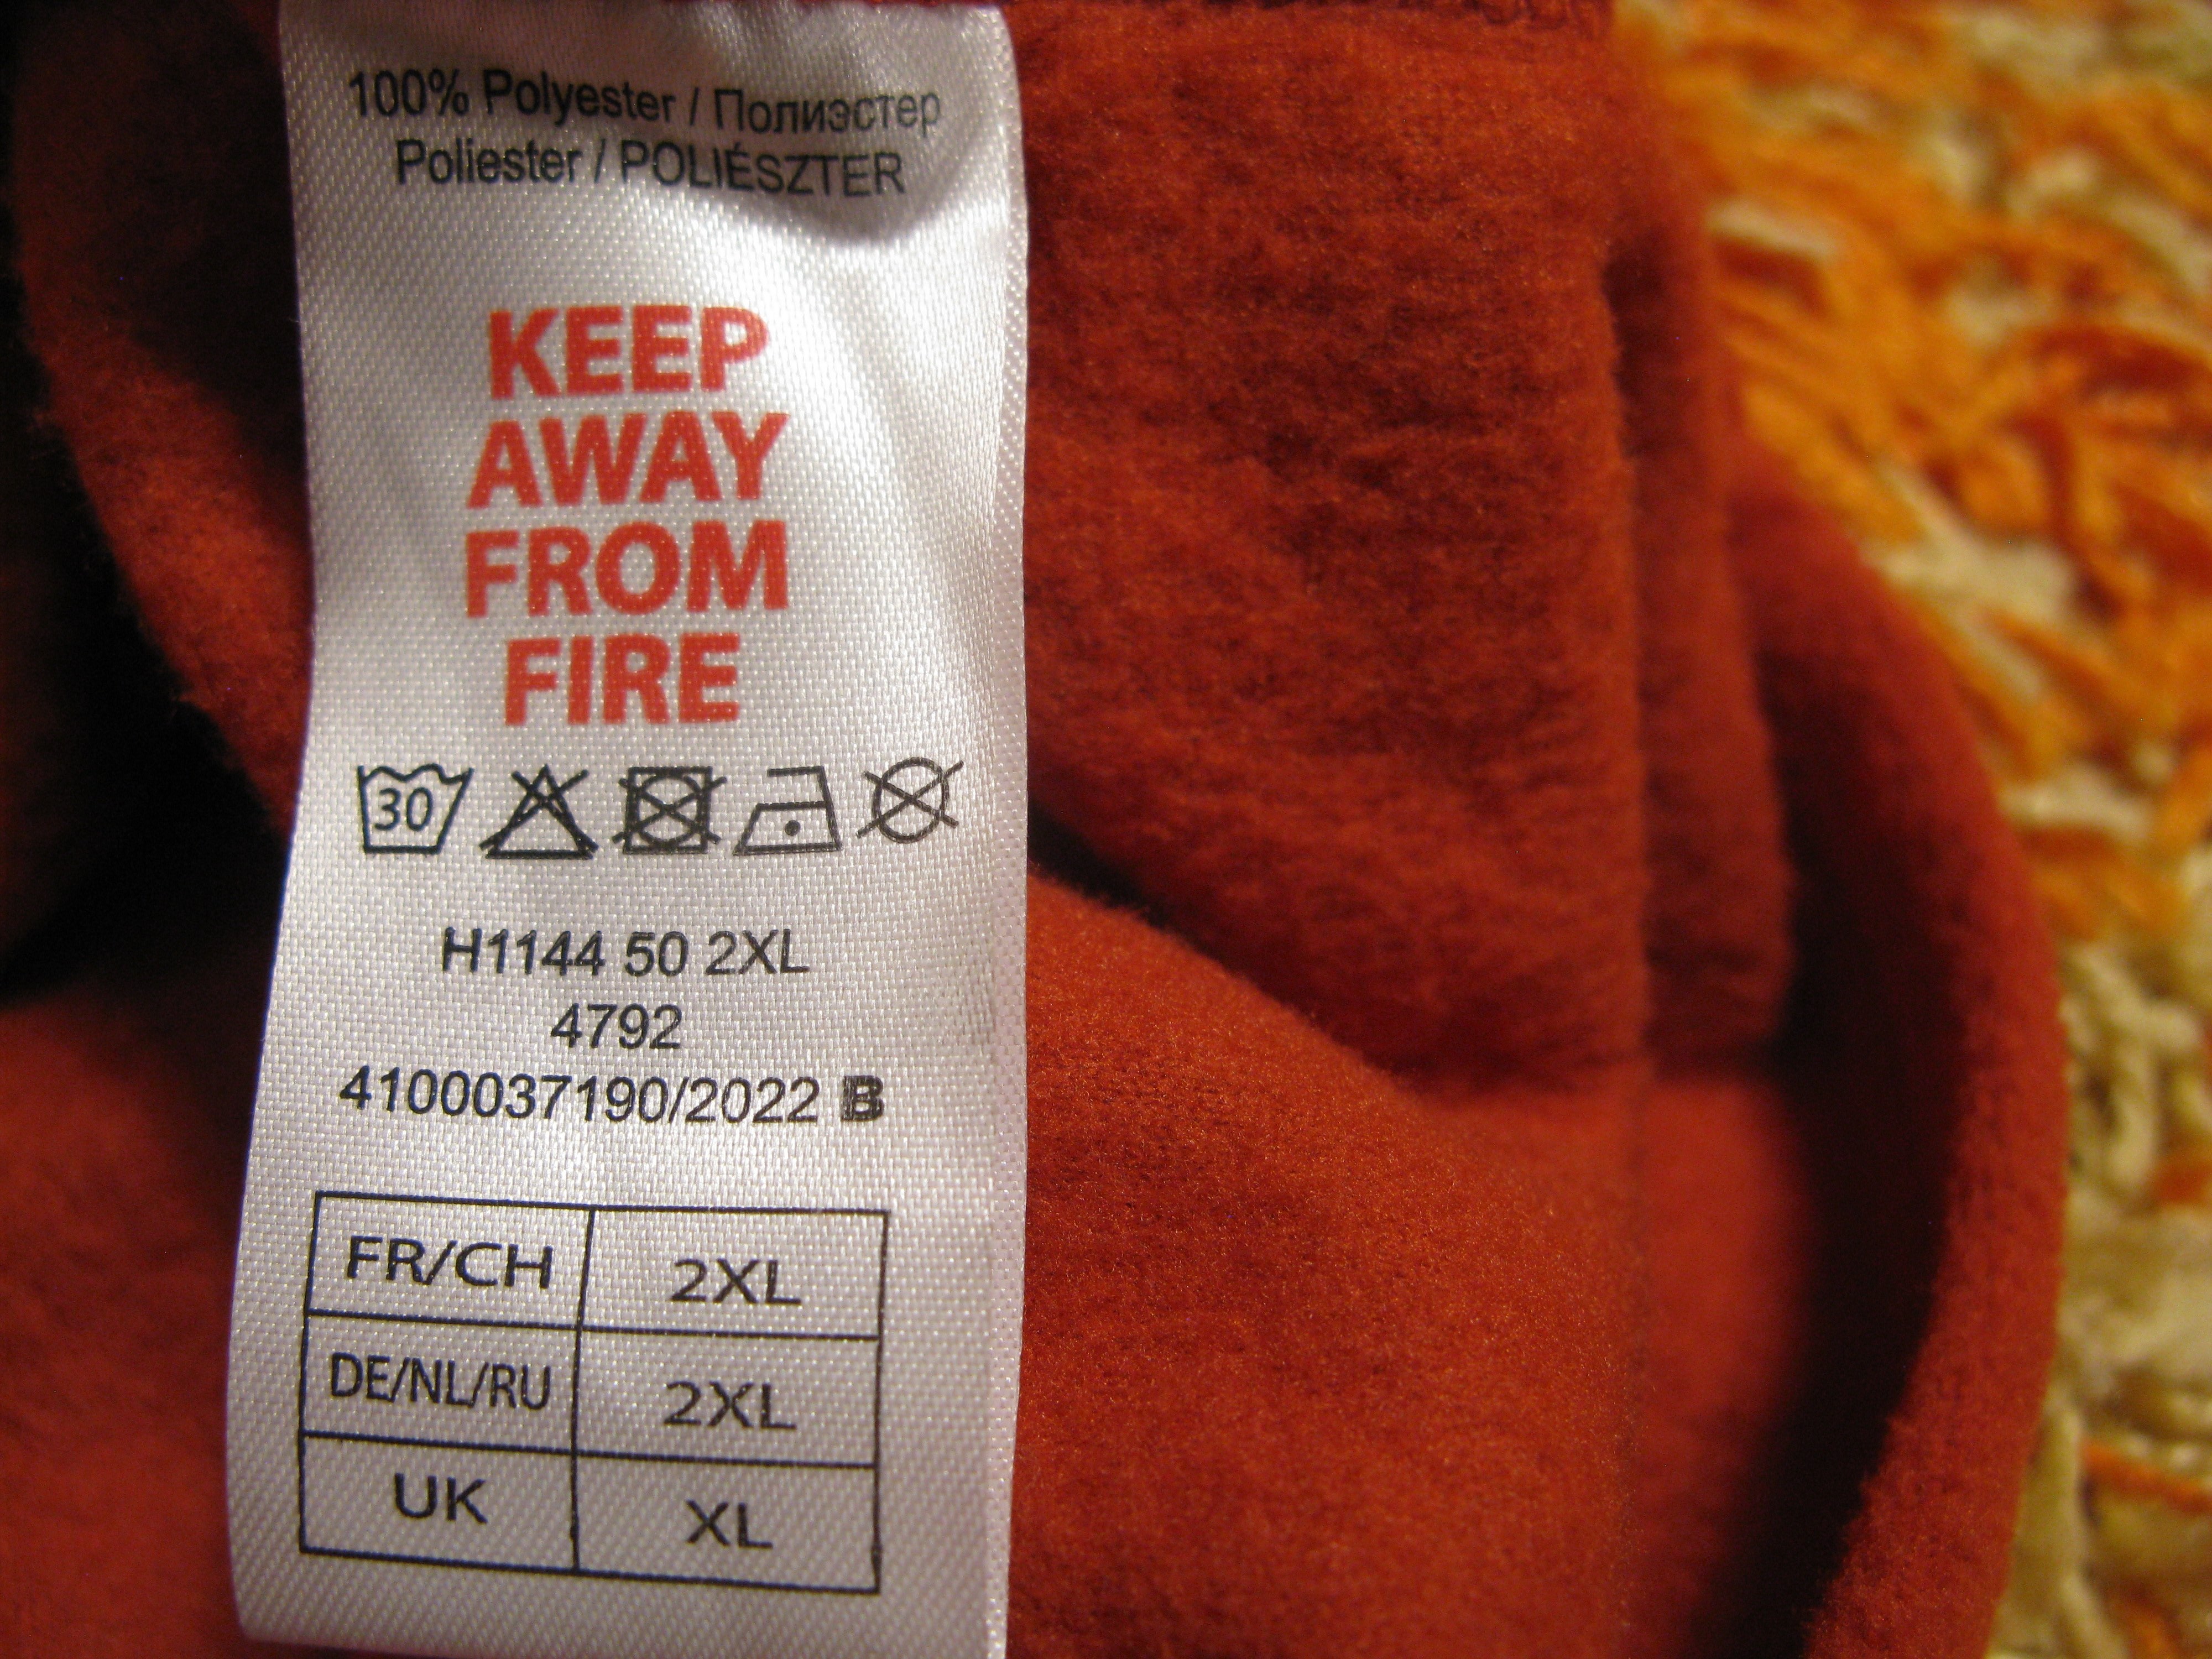 100% Polyester / Полиэстер
Poliester / POLIÉSZTER
KEEP
AWAY
FROM
FIRE
30
H1144 50 2XL
4792
4100037190/2022 B
FR/CH 2XL
DE/NL/RU 2XL
UK XL